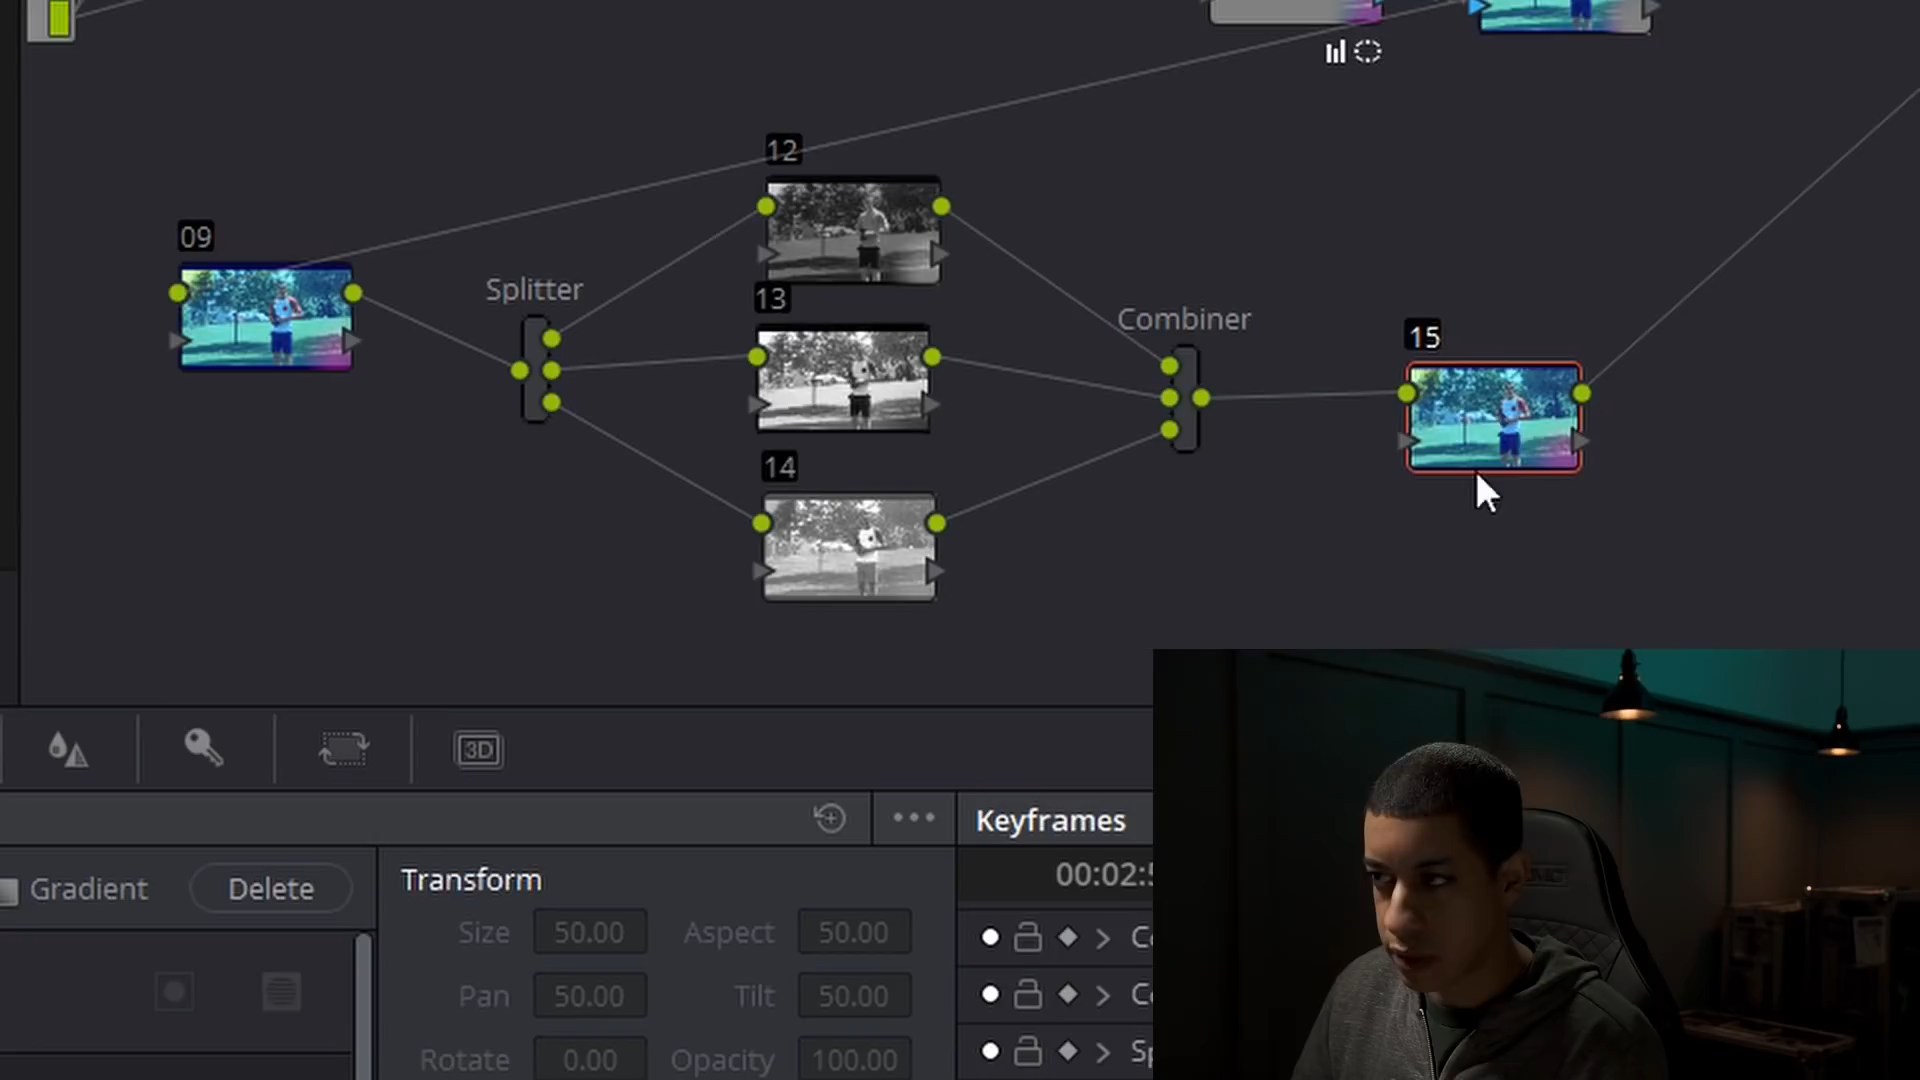 12
09
Splitter
13
Combiner
15
14
3D
Keyframes
Gradient
Delete
Transform
00:02:5
Size
50.00
Aspect
50.00
Pan
50.00
Tilt
50.00
Rotate
0.00
Opacity
100.00